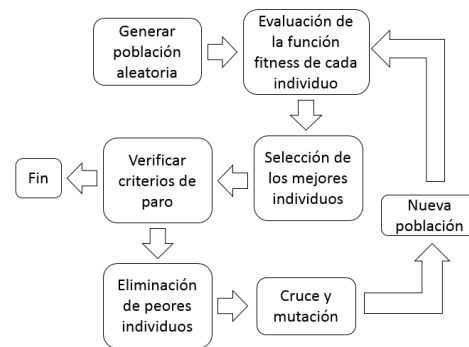 Generar
población
aleatoria
Evaluación de
la función
fitness de cada
individuo
Selección de
los mejores
individuos
Verificar
criterios de
paro
Fin
Eliminación
de peores
individuos
Cruce y
mutación
Nueva
población